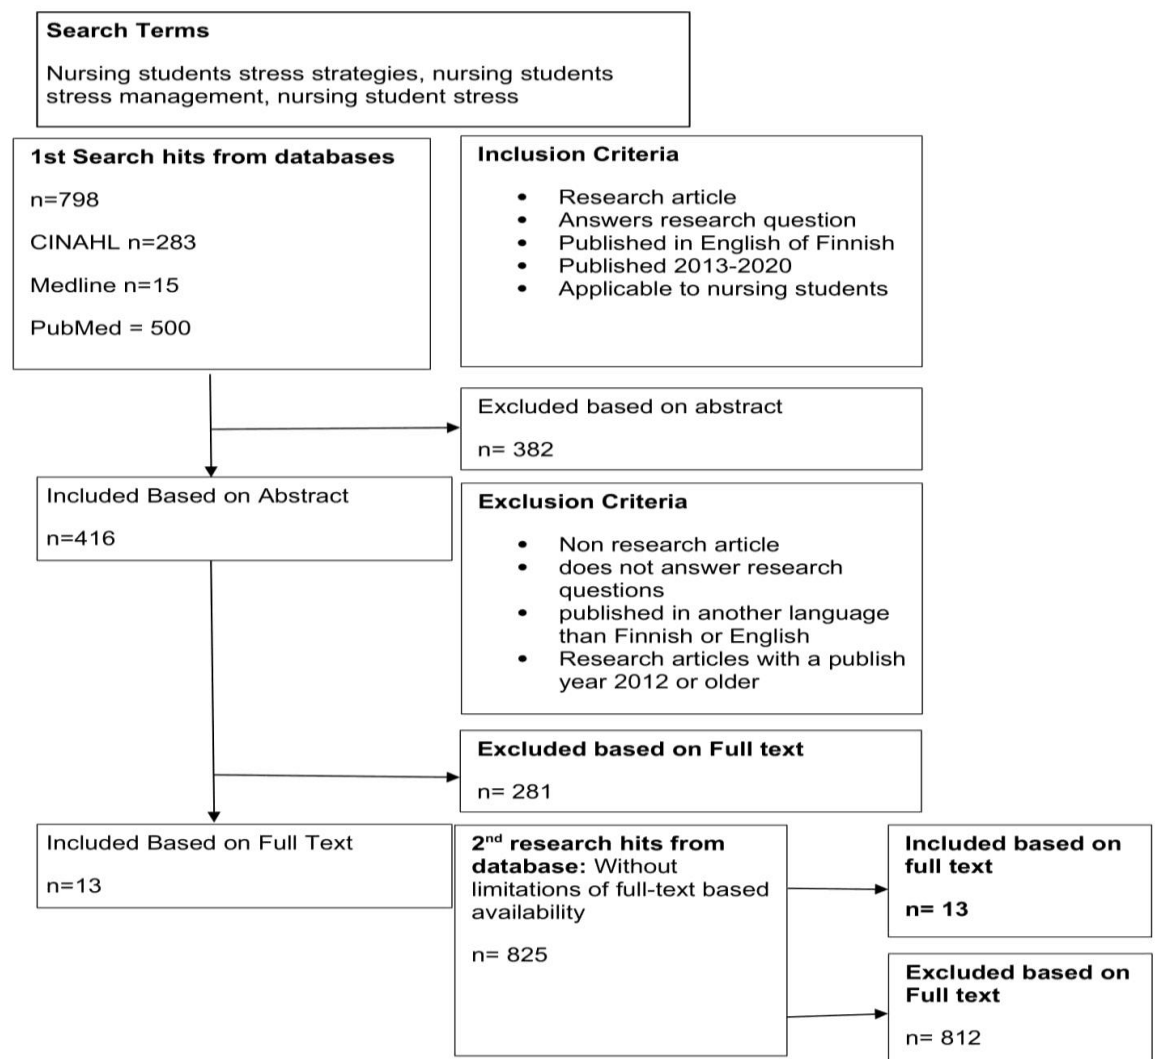 Search Terms
Nursing students stress strategies, nursing students
stress management, nursing student stress
1st Search hits from databases
n=798
CINAHL n=283
Medline n=15
PubMed = 500
Inclusion Criteria
• Research article
• Answers research question
• Published in English of Finnish
• Published 2013-2020
• Applicable to nursing students
Excluded based on abstract
n= 382
Included Based on Abstract
n=416
Exclusion Criteria
• Non research article
• does not answer research
questions
• published in another language
than Finnish or English
• Research articles with a publish
year 2012 or older
Excluded based on Full text
n= 281
Included Based on Full Text
n=13
2nd research hits from
database: Without
limitations of full-text based
availability
n= 825
Included based on
full text
n= 13
Excluded based on
Full text
n= 812